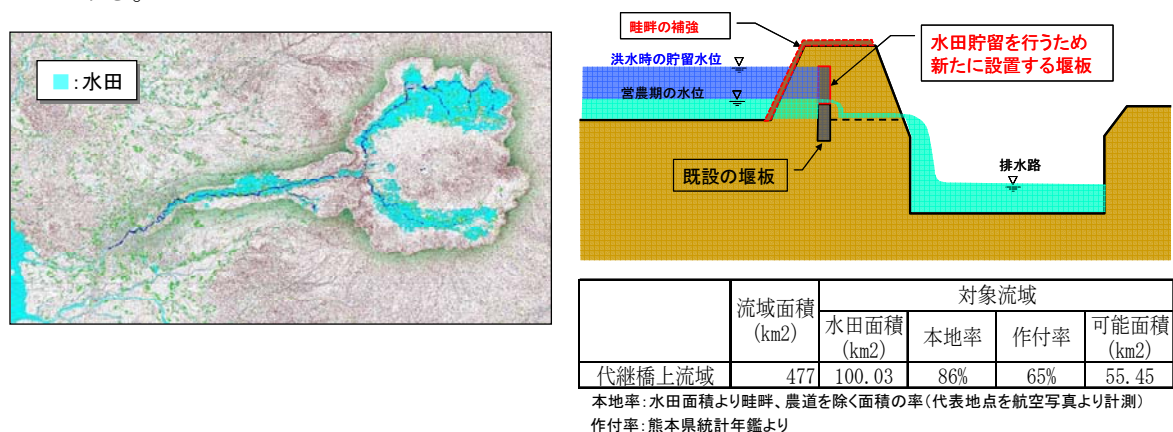 ■:水田
畦畔の補強
洪水時の貯留水位
営農期の水位
水田貯留を行うため
新たに設置する堰板
既設の堰板
排水路
流域面積
(km2)
対象流域
水田面積
(km2)
本地率
作付率
可能面積
(km2)
代継橋上流域 477 100.03 86% 65% 55.45
本地率:水田面積より畦畔、農道を除く面積の率(代表地点を航空写真より計測)
作付率:熊本県統計年鑑より